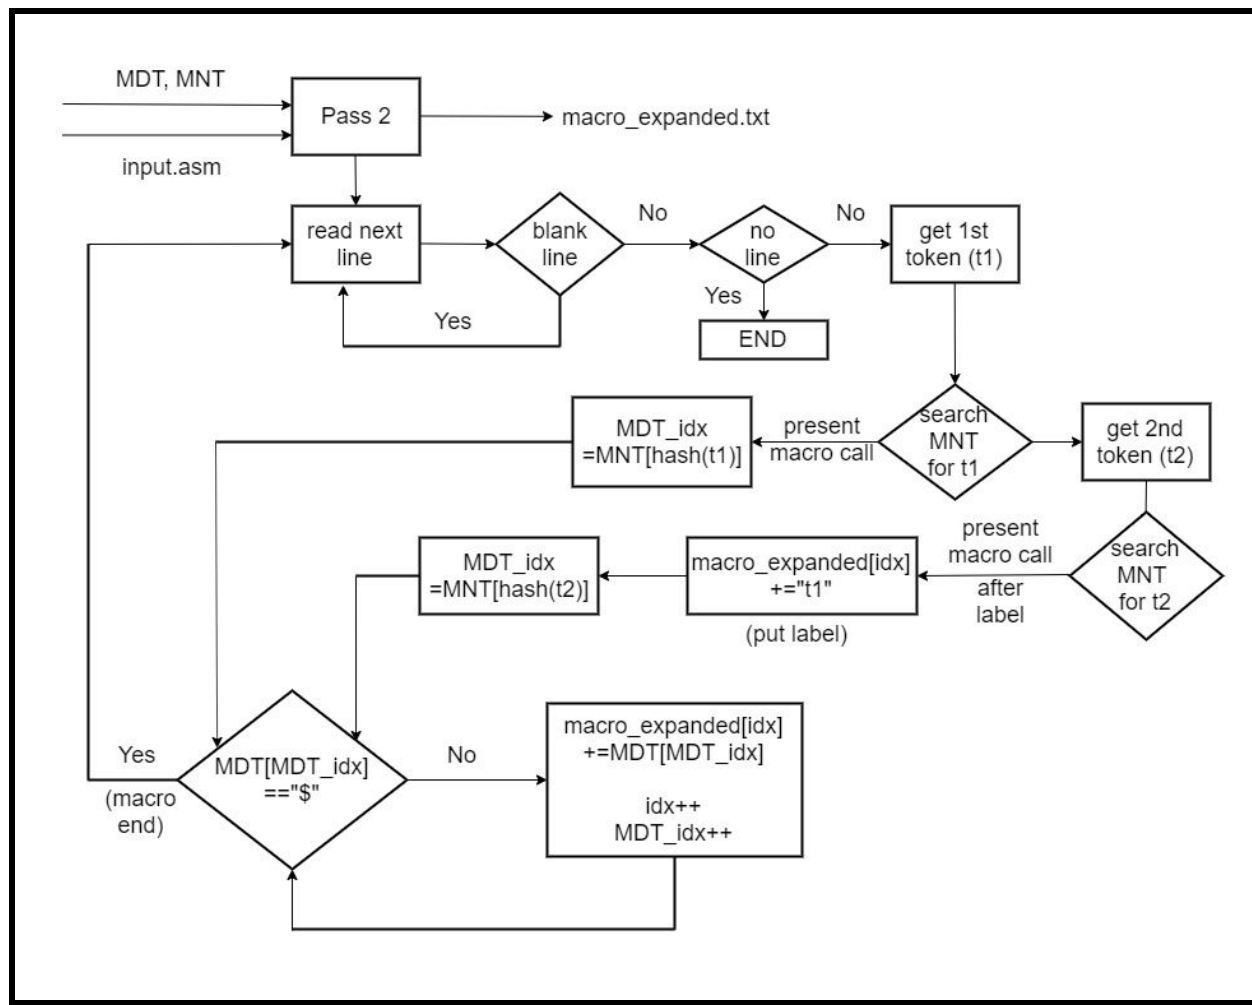 MDT, MNT
Pass 2
macro_expanded.txt
input.asm
read next
line
blank
line
No
no
line
No
get 1st
token (t1)
Yes
Yes
END
MDT_idx
=MNT[hash(t1)]
present
macro call
search
MNT
for t1
get 2nd
token (t2)
MDT_idx
=MNT[hash(t2)]
macro_expanded[idx]
+="t1"
(put label)
present
macro call
after
label
search
MNT
for t2
Yes
(macro
end)
MDT[MDT_idx]
=="$"
No
macro_expanded[idx]
+=MDT[MDT_idx]
idx++
MDT_idx++